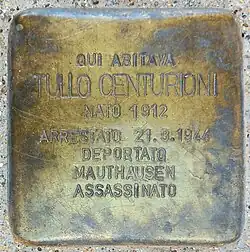 QUI ABITAVA
TULLO CENTURIONI
NATO 1912
ARRESTATO 21.9.1944
DEPORTATO
MAUTHAUSEN
ASSASSINATO